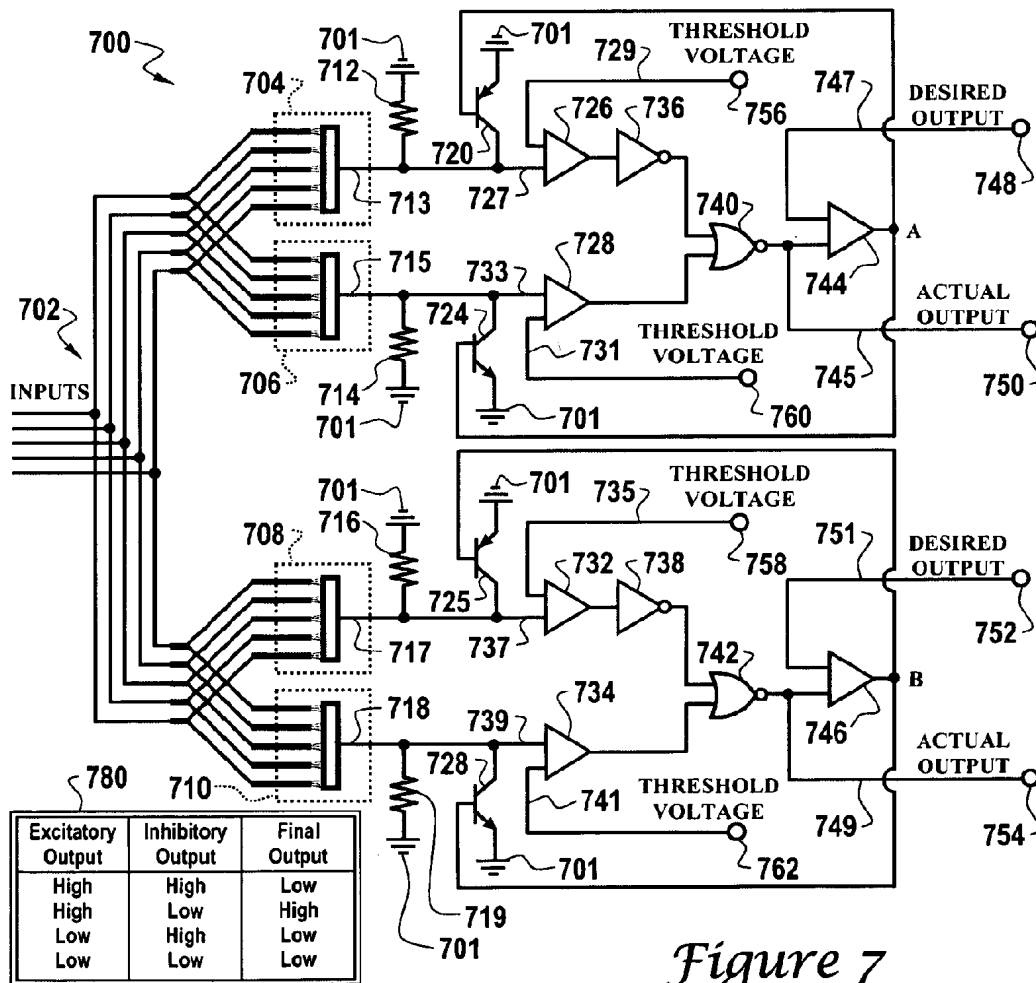 700
701
712
704
713
720
727
701
THRESHOLD
VOLTAGE
729
756
726
736
747
DESIRED
OUTPUT
748
740
A
744
702
INPUTS
706
715
714
701
724
733
728
731
701
THRESHOLD
VOLTAGE
760
ACTUAL
OUTPUT
745
750
701
716
708
717
725
737
701
THRESHOLD
VOLTAGE
735
758
732
738
751
DESIRED
OUTPUT
752
742
B
746
710
718
719
701
728
739
734
741
701
THRESHOLD
VOLTAGE
762
ACTUAL
OUTPUT
749
754
780
Excitatory Output Inhibitory Output Final Output
High High Low
High Low High
Low High Low
Low Low Low
Figure 7